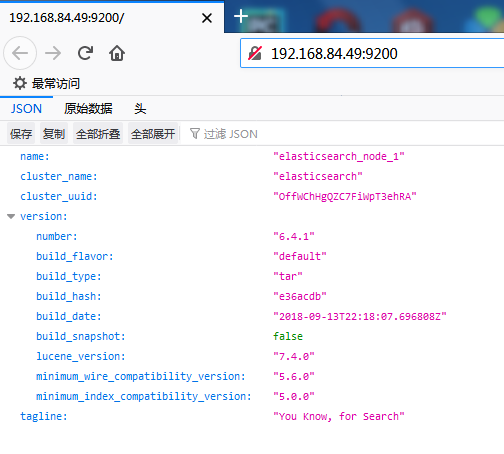 192.168.84.49:9200/
192.168.84.49:9200
最常访问
JSON 原始数据 头
保存 复制 全部折叠 全部展开 过滤 JSON
name: "elasticsearch_node_1"
cluster_name: "elasticsearch"
cluster_uuid: "OffWChHgQZC7FiWpT3ehRA"
version:
number: "6.4.1"
build_flavor: "default"
build_type: "tar"
build_hash: "e36acdb"
build_date: "2018-09-13T22:18:07.696808Z"
build_snapshot: false
lucene_version: "7.4.0"
minimum_wire_compatibility_version: "5.6.0"
minimum_index_compatibility_version: "5.0.0"
tagline: "You Know, for Search"